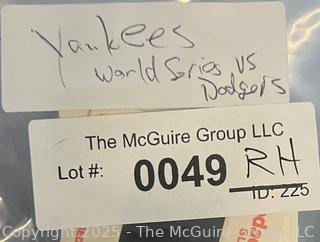 Yankees
World Series vs
Dodgers
The McGuire Group LLC
Lot #: 0049 RH
ID: 225
Copyright 2025 - The McGuire Group